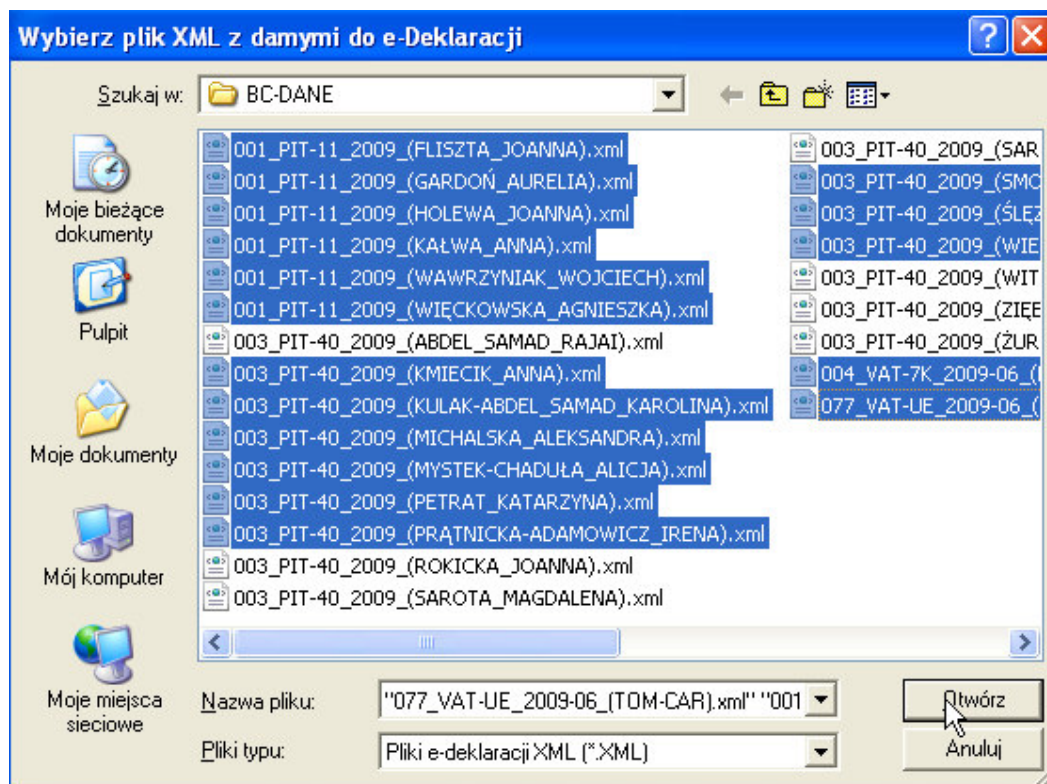 Wybierz plik XML z damymi do e-Deklaracji
Szukaj w:
BC-DANE
Moje bieżące
dokumenty
Pulpit
Moje dokumenty
Mój komputer
Moje miejsca
sieciowe
001_PIT-11_2009_(FLISZTA_JOANNA).xml
001_PIT-11_2009_(GARDOŃ_AURELIA).xml
001_PIT-11_2009_(HOLEWA_JOANNA).xml
001_PIT-11_2009_(KAŁWA_ANNA).xml
001_PIT-11_2009_(WAWRZYNIAK_WOJCIECH).xml
001_PIT-11_2009_(WIĘCKOWSKA_AGNIESZKA).xml
003_PIT-40_2009_(ABDEL_SAMAD_RAJAI).xml
003_PIT-40_2009_(KMIECIK_ANNA).xml
003_PIT-40_2009_(KULAK-ABDEL_SAMAD_KAROLINA).xml
003_PIT-40_2009_(MICHALSKA_ALEKSANDRA).xml
003_PIT-40_2009_(MYSTEK-CHADUŁA_ALICJA).xml
003_PIT-40_2009_(PETRAT_KATARZYNA).xml
003_PIT-40_2009_(PRĄTNICKA-ADAMOWICZ_IRENA).xml
003_PIT-40_2009_(ROKICKA_JOANNA).xml
003_PIT-40_2009_(SAROTA_MAGDALENA).xml
003_PIT-40_2009_(SAR
003_PIT-40_2009_(SMO
003_PIT-40_2009_(ŚLĘZ
003_PIT-40_2009_(WIE
003_PIT-40_2009_(WIT
003_PIT-40_2009_(ZIĘE
003_PIT-40_2009_(ŻUR
004_VAT-7K_2009-06_(
077_VAT-UE_2009-06_(
Nazwa pliku:
"077_VAT-UE_2009-06_(TOM-CAR).xml" "001
Otwórz
Pliki typu:
Pliki e-deklaracji XML (*.XML)
Anuluj